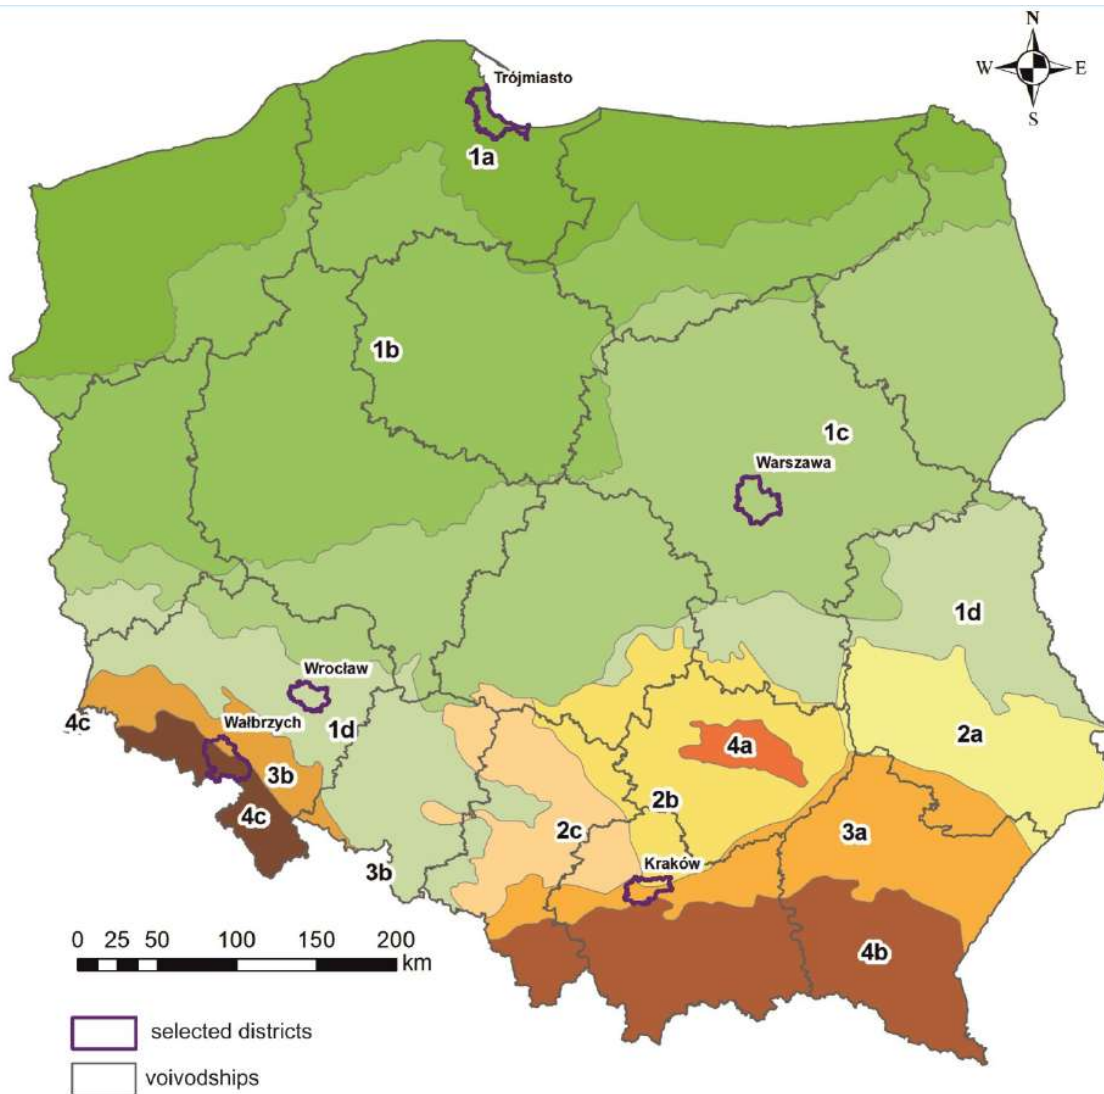 N
Trójmiasto
W E
S
1a
1b
1c
Warszawa
1d
Wrocław
4c
Wałbrzych
1d
2a
4a
3b
2b
4c
2c
3a
Kraków
3b
0 25 50 100 150 200
km
4b
selected districts
voivodships